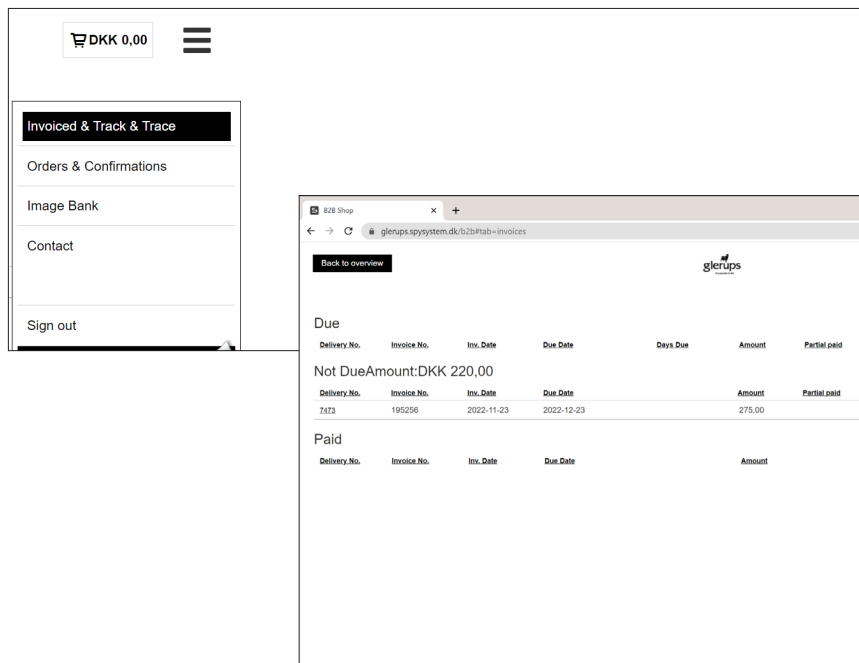 DKK 0,00
Invoiced & Track & Trace
Orders & Confirmations
Image Bank
Contact
Sign out
B2B Shop
glerups.spysystem.dk/b2b#tab=invoices
Back to overview
glerups
Due
Delivery No. Invoice No. Inv. Date Due Date Days Due Amount Partial paid
Not DueAmount:DKK 220,00
Delivery No. Invoice No. Inv. Date Due Date Amount Partial paid
7473 195256 2022-11-23 2022-12-23 275,00
Paid
Delivery No. Invoice No. Inv. Date Due Date Amount